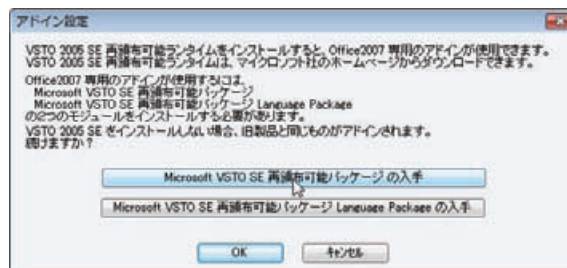 アドイン設定
VSTO 2005 SE 再頒布可能ランタイムをインストールすると、Office2007 専用のアドインが使用できます。
VSTO 2005 SE 再頒布可能ランタイムは、マイクロソフト社のホームページからダウンロードできます。
Office2007 専用のアドインが使用するには、
Microsoft VSTO SE 再頒布可能パッケージ
Microsoft VSTO SE 再頒布可能パッケージ Language Package
の2つのモジュールをインストールする必要があります。
VSTO 2005 SE をインストールしない場合、旧製品と同じものがアドインされます。
続けますか?
Microsoft VSTO SE 再頒布可能パッケージ の入手
Microsoft VSTO SE 再頒布可能パッケージ Language Package の入手
OK
キャンセル